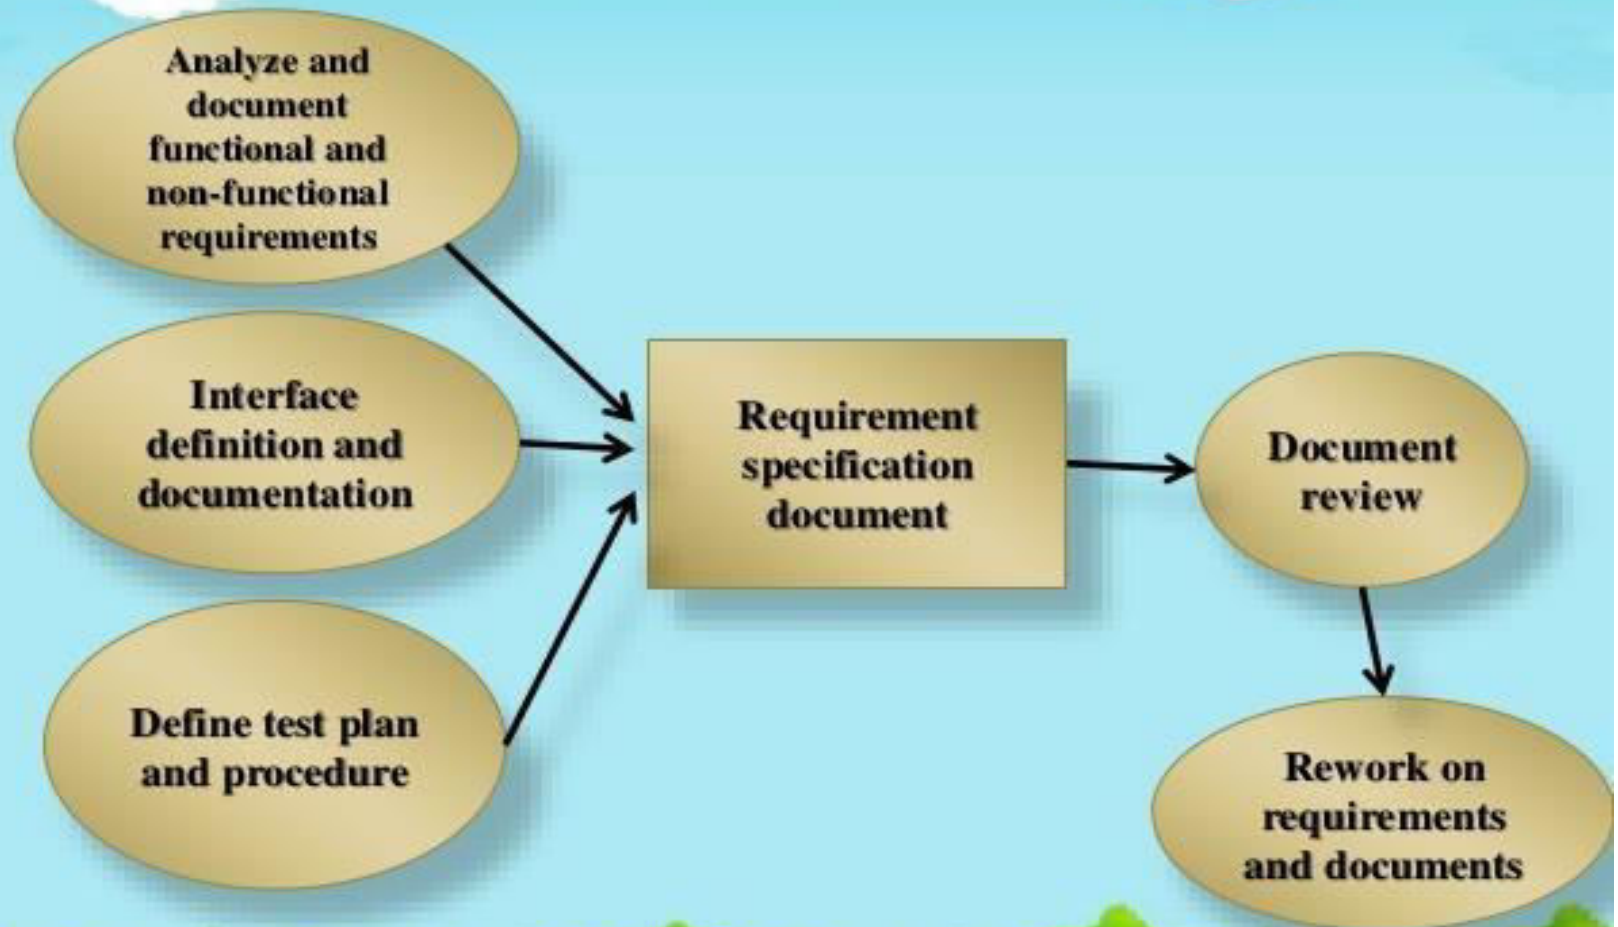 Analyze and
document
functional and
non-functional
requirements
Interface
definition and
documentation
Define test plan
and procedure
Requirement
specification
document
Document
review
Rework on
requirements
and documents